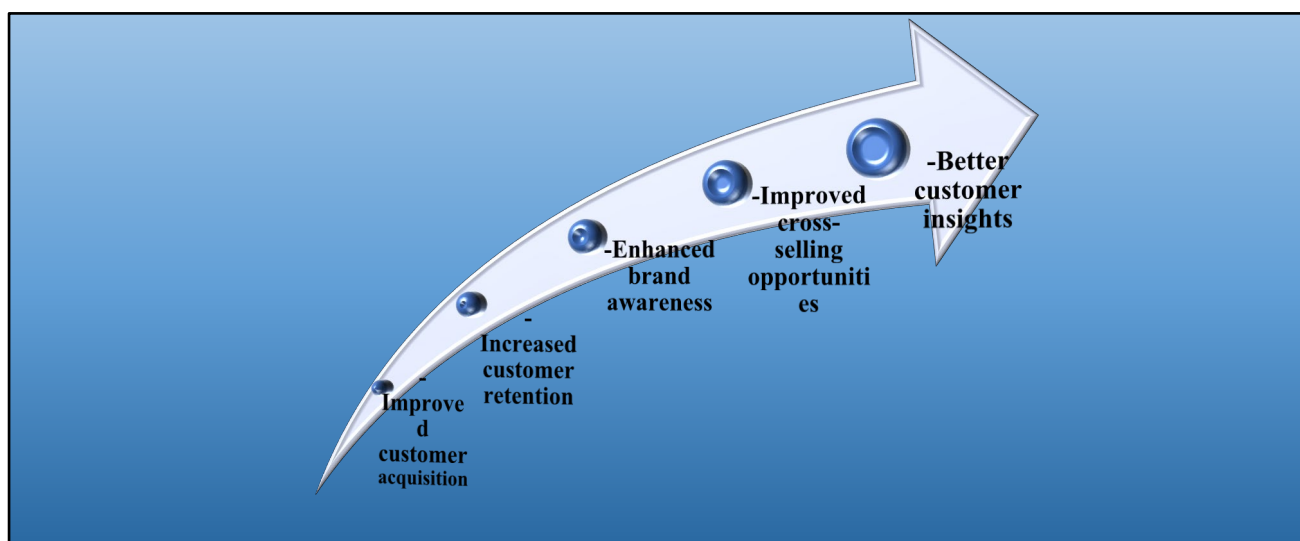 -
Improve
d
customer
acquisition
-
Increased
customer
retention
-Enhanced
brand
awareness
-Improved
cross-
selling
opportuniti
es
-Better
customer
insights